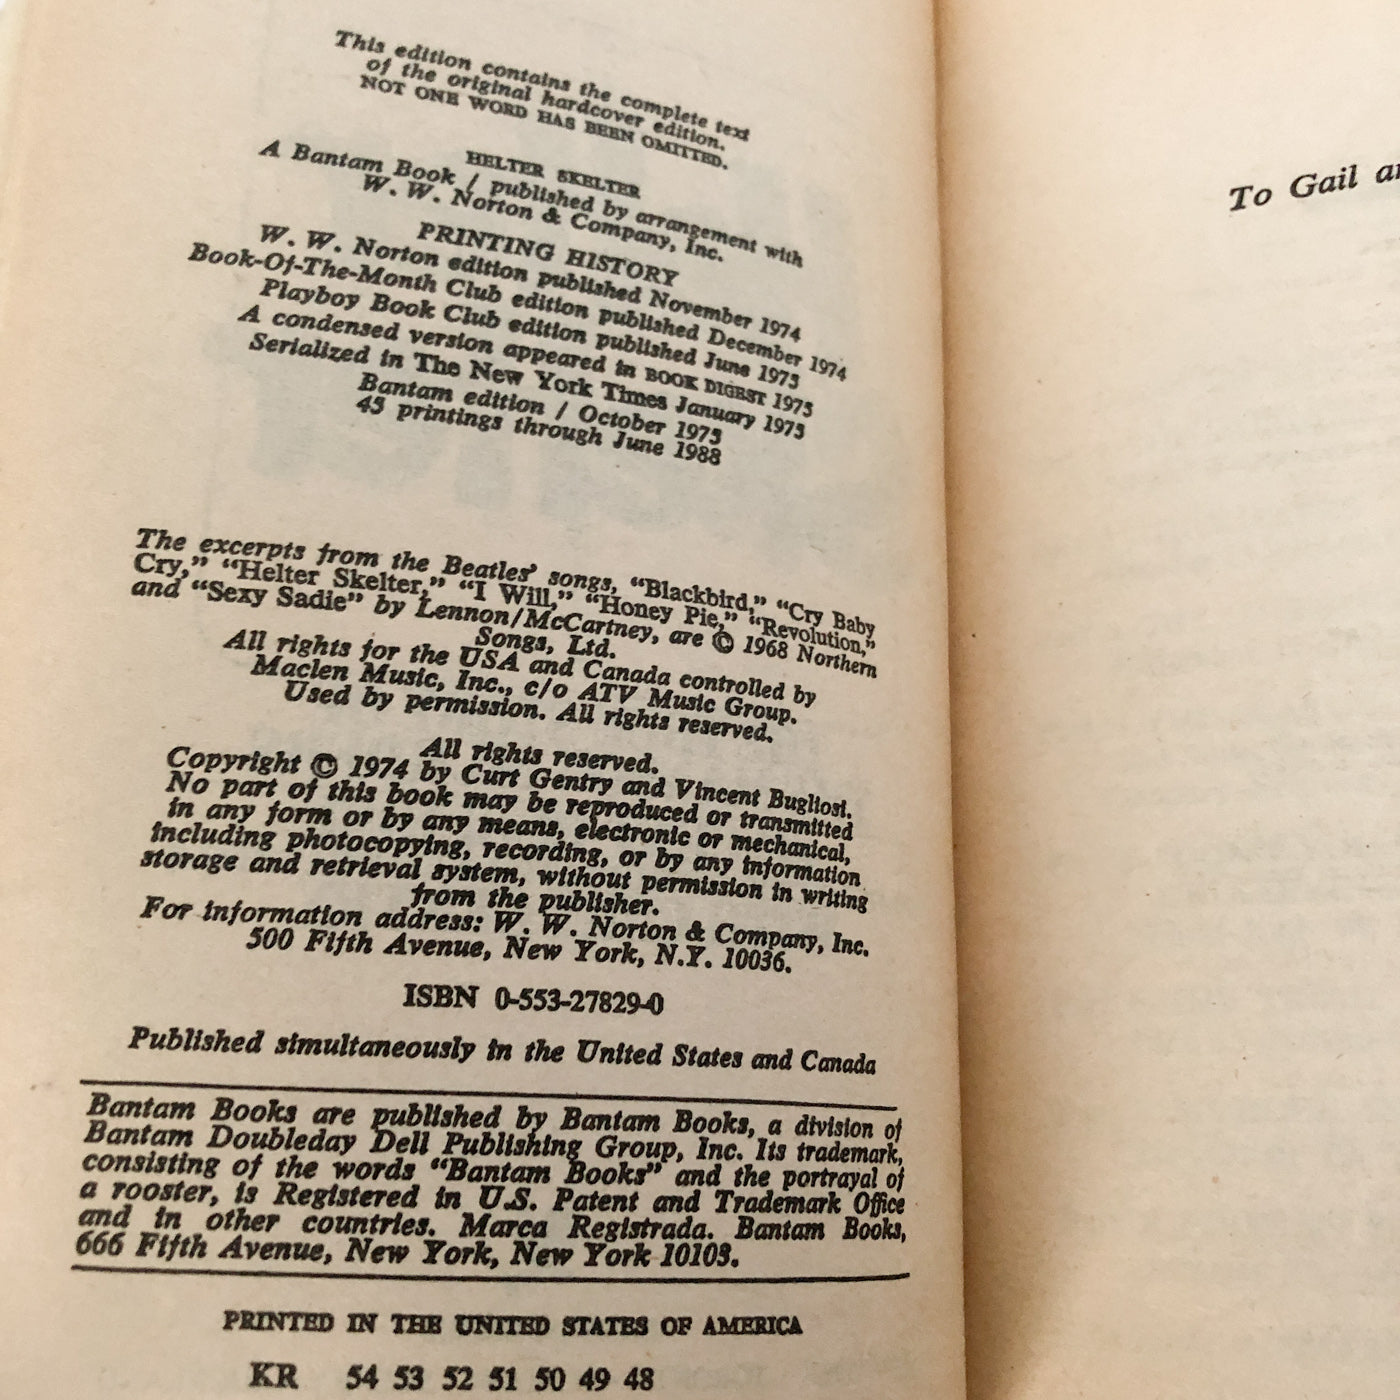 This edition contains the complete text
of the original hardcover edition.
NOT ONE WORD HAS BEEN OMITTED.
HELTER SKELTER
A Bantam Book / published by arrangement with
W. W. Norton & Company, Inc.
PRINTING HISTORY
W. W. Norton edition published November 1974
Book-Of-The-Month Club edition published December 1974
Playboy Book Club edition published June 1975
A condensed version appeared in BOOK DIGEST 1975
Serialized in The New York Times January 1975
Bantam edition / October 1975
45 printings through June 1988
The excerpts from the Beatles' songs, "Blackbird," "Cry Baby
Cry," "Helter Skelter," "I Will," "Honey Pie," "Revolution,"
and "Sexy Sadie" by Lennon/McCartney, are © 1968 Northern
Songs, Ltd.
All rights for the USA and Canada controlled by
Maclen Music, Inc., c/o ATV Music Group.
Used by permission. All rights reserved.
All rights reserved.
Copyright © 1974 by Curt Gentry and Vincent Bugliosi.
No part of this book may be reproduced or transmitted
in any form or by any means, electronic or mechanical,
including photocopying, recording, or by any information
storage and retrieval system, without permission in writing
from the publisher.
For information address: W. W. Norton & Company, Inc.
500 Fifth Avenue, New York, N.Y. 10036.
ISBN 0-553-27829-0
Published simultaneously in the United States and Canada
Bantam Books are published by Bantam Books, a division of
Bantam Doubleday Dell Publishing Group, Inc. Its trademark,
consisting of the words "Bantam Books" and the portrayal of
a rooster, is Registered in U.S. Patent and Trademark Office
and in other countries. Marca Registrada. Bantam Books,
666 Fifth Avenue, New York, New York 10103.
PRINTED IN THE UNITED STATES OF AMERICA
KR 54 53 52 51 50 49 48
To Gail